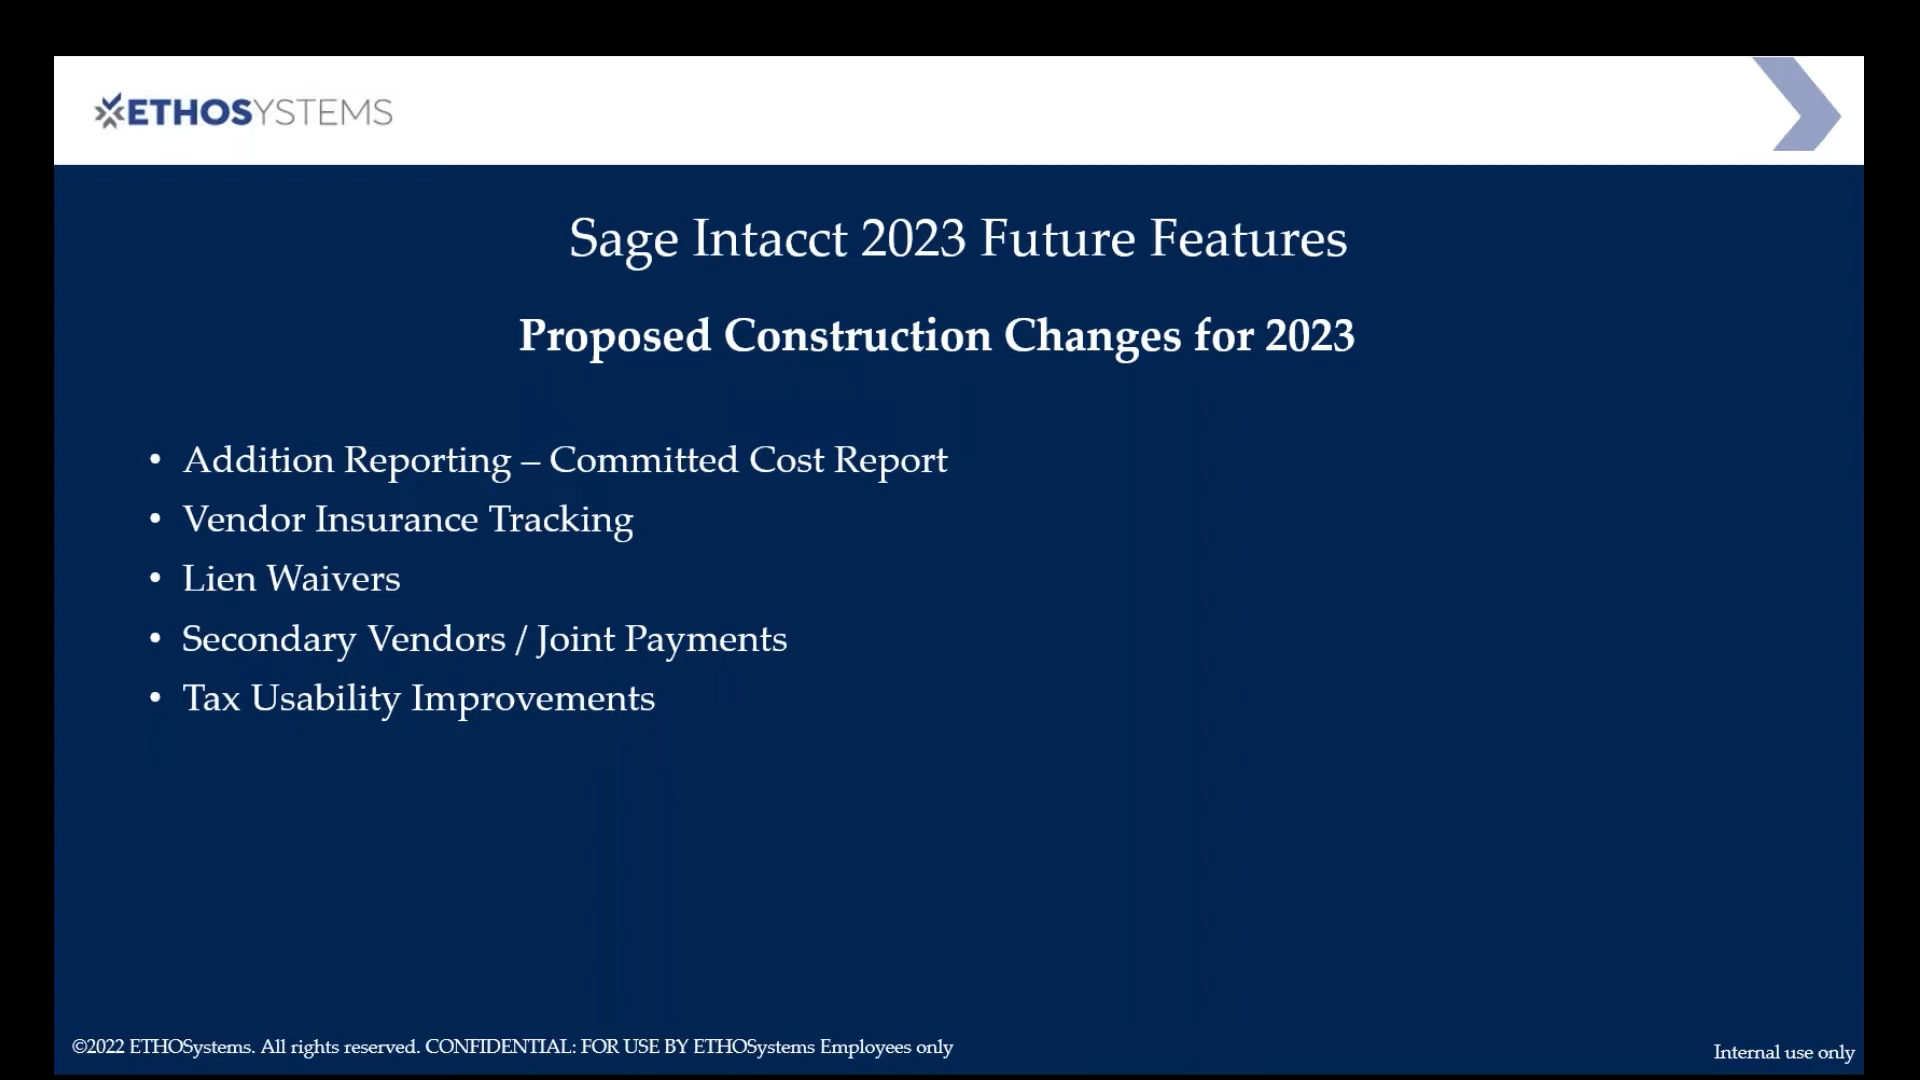 ETHOSYSTEMS
Sage Intacct 2023 Future Features
Proposed Construction Changes for 2023
• Addition Reporting – Committed Cost Report
• Vendor Insurance Tracking
• Lien Waivers
• Secondary Vendors / Joint Payments
• Tax Usability Improvements
©2022 ETHOSystems. All rights reserved. CONFIDENTIAL: FOR USE BY ETHOSystems Employees only
Internal use only